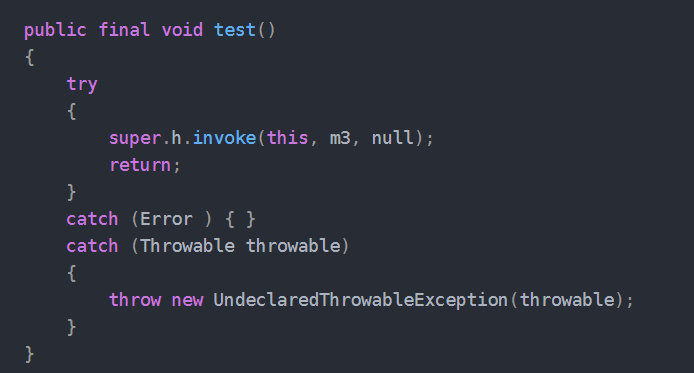 public final void test()
{
    try
    {
        super.h.invoke(this, m3, null);
        return;
    }
    catch (Error ) { }
    catch (Throwable throwable)
    {
        throw new UndeclaredThrowableException(throwable);
    }
}